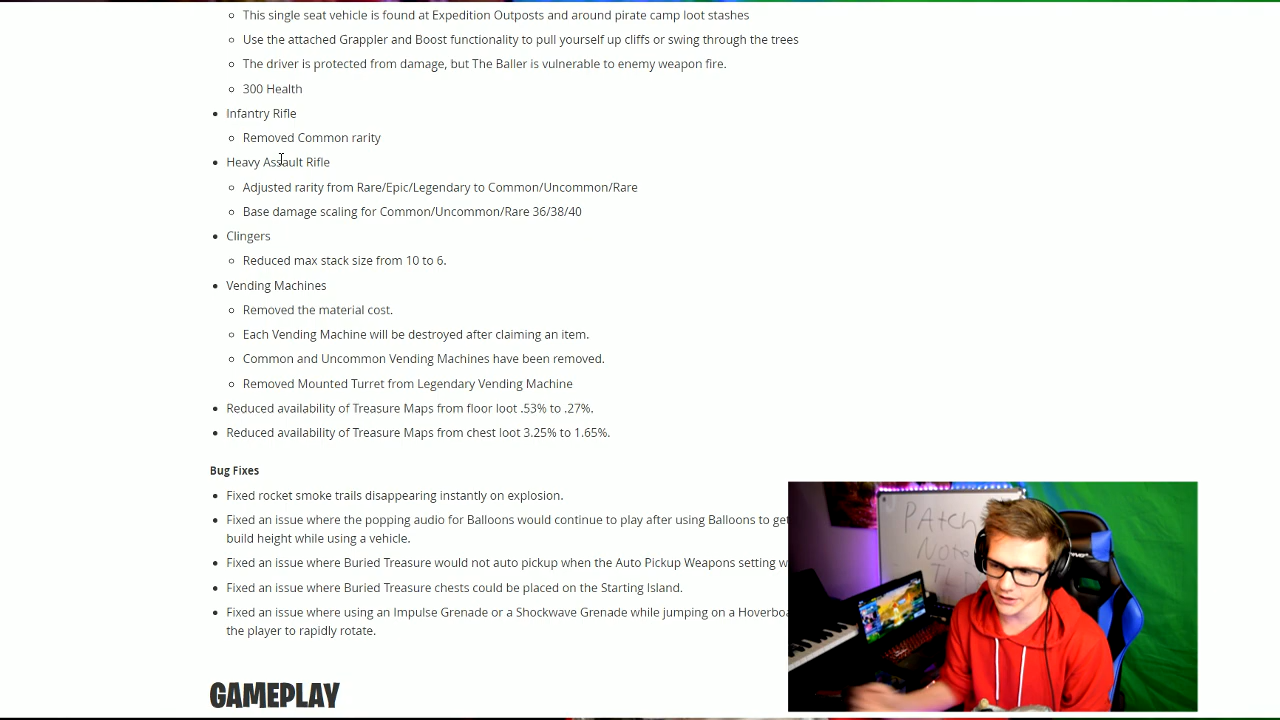 This single seat vehicle is found at Expedition Outposts and around pirate camp loot stashes
Use the attached Grappler and Boost functionality to pull yourself up cliffs or swing through the trees
The driver is protected from damage, but The Baller is vulnerable to enemy weapon fire.
300 Health
Infantry Rifle
Removed Common rarity
Heavy Assault Rifle
Adjusted rarity from Rare/Epic/Legendary to Common/Uncommon/Rare
Base damage scaling for Common/Uncommon/Rare 36/38/40
Clingers
Reduced max stack size from 10 to 6.
Vending Machines
Removed the material cost.
Each Vending Machine will be destroyed after claiming an item.
Common and Uncommon Vending Machines have been removed.
Removed Mounted Turret from Legendary Vending Machine
Reduced availability of Treasure Maps from floor loot .53% to .27%.
Reduced availability of Treasure Maps from chest loot 3.25% to 1.65%.
Bug Fixes
Fixed rocket smoke trails disappearing instantly on explosion.
Fixed an issue where the popping audio for Balloons would continue to play after using Balloons to get
build height while using a vehicle.
Fixed an issue where Buried Treasure would not auto pickup when the Auto Pickup Weapons setting w
Fixed an issue where Buried Treasure chests could be placed on the Starting Island.
Fixed an issue where using an Impulse Grenade or a Shockwave Grenade while jumping on a Hoverboa
the player to rapidly rotate.
GAMEPLAY
PAtch